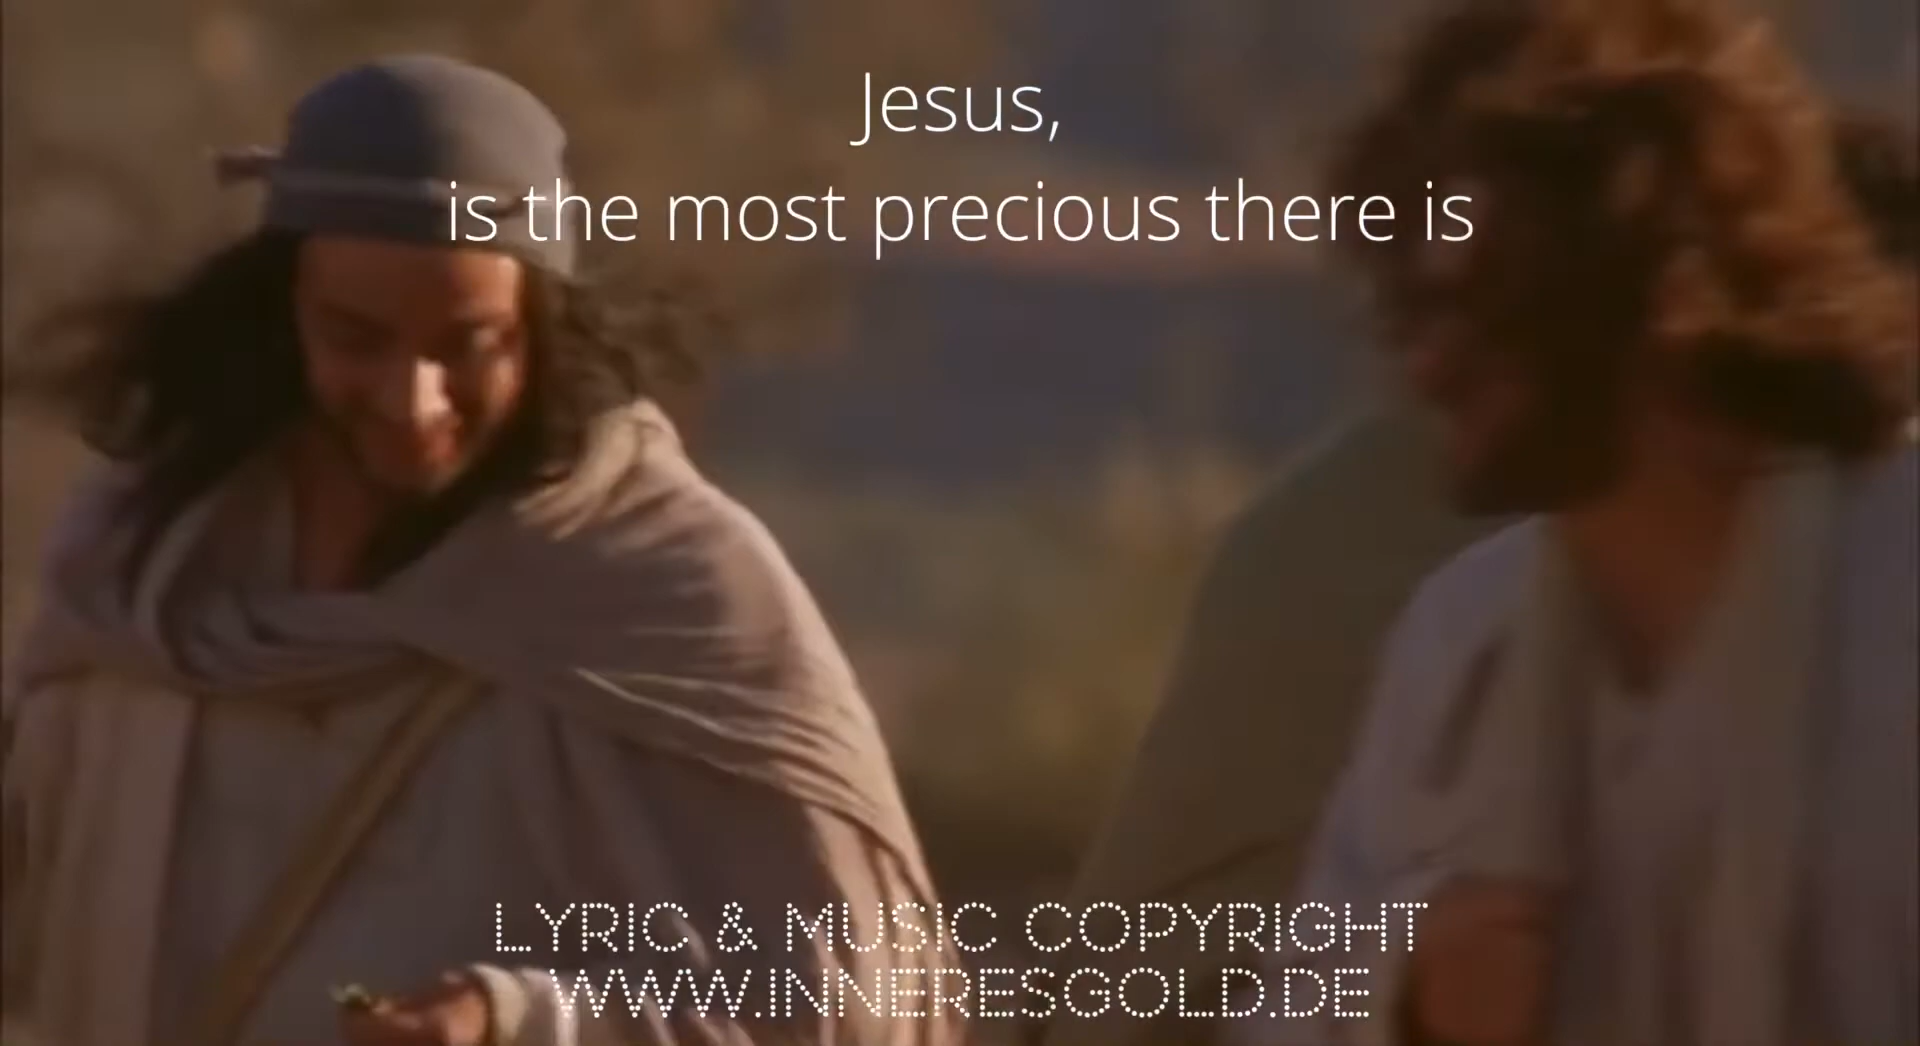 Jesus,
is the most precious there is
LYRIC & MUSIC COPYRIGHT
WWW.INNERESGOLD.DE